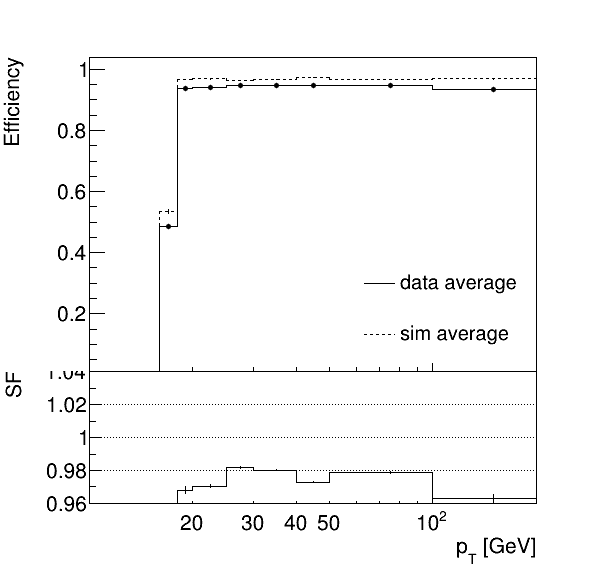 Efficiency
1
0.8
0.6
0.4
0.2
data average
sim average
SF
1.04
1.02
1
0.98
0.96
20 30 40 50 10²
p_T [GeV]